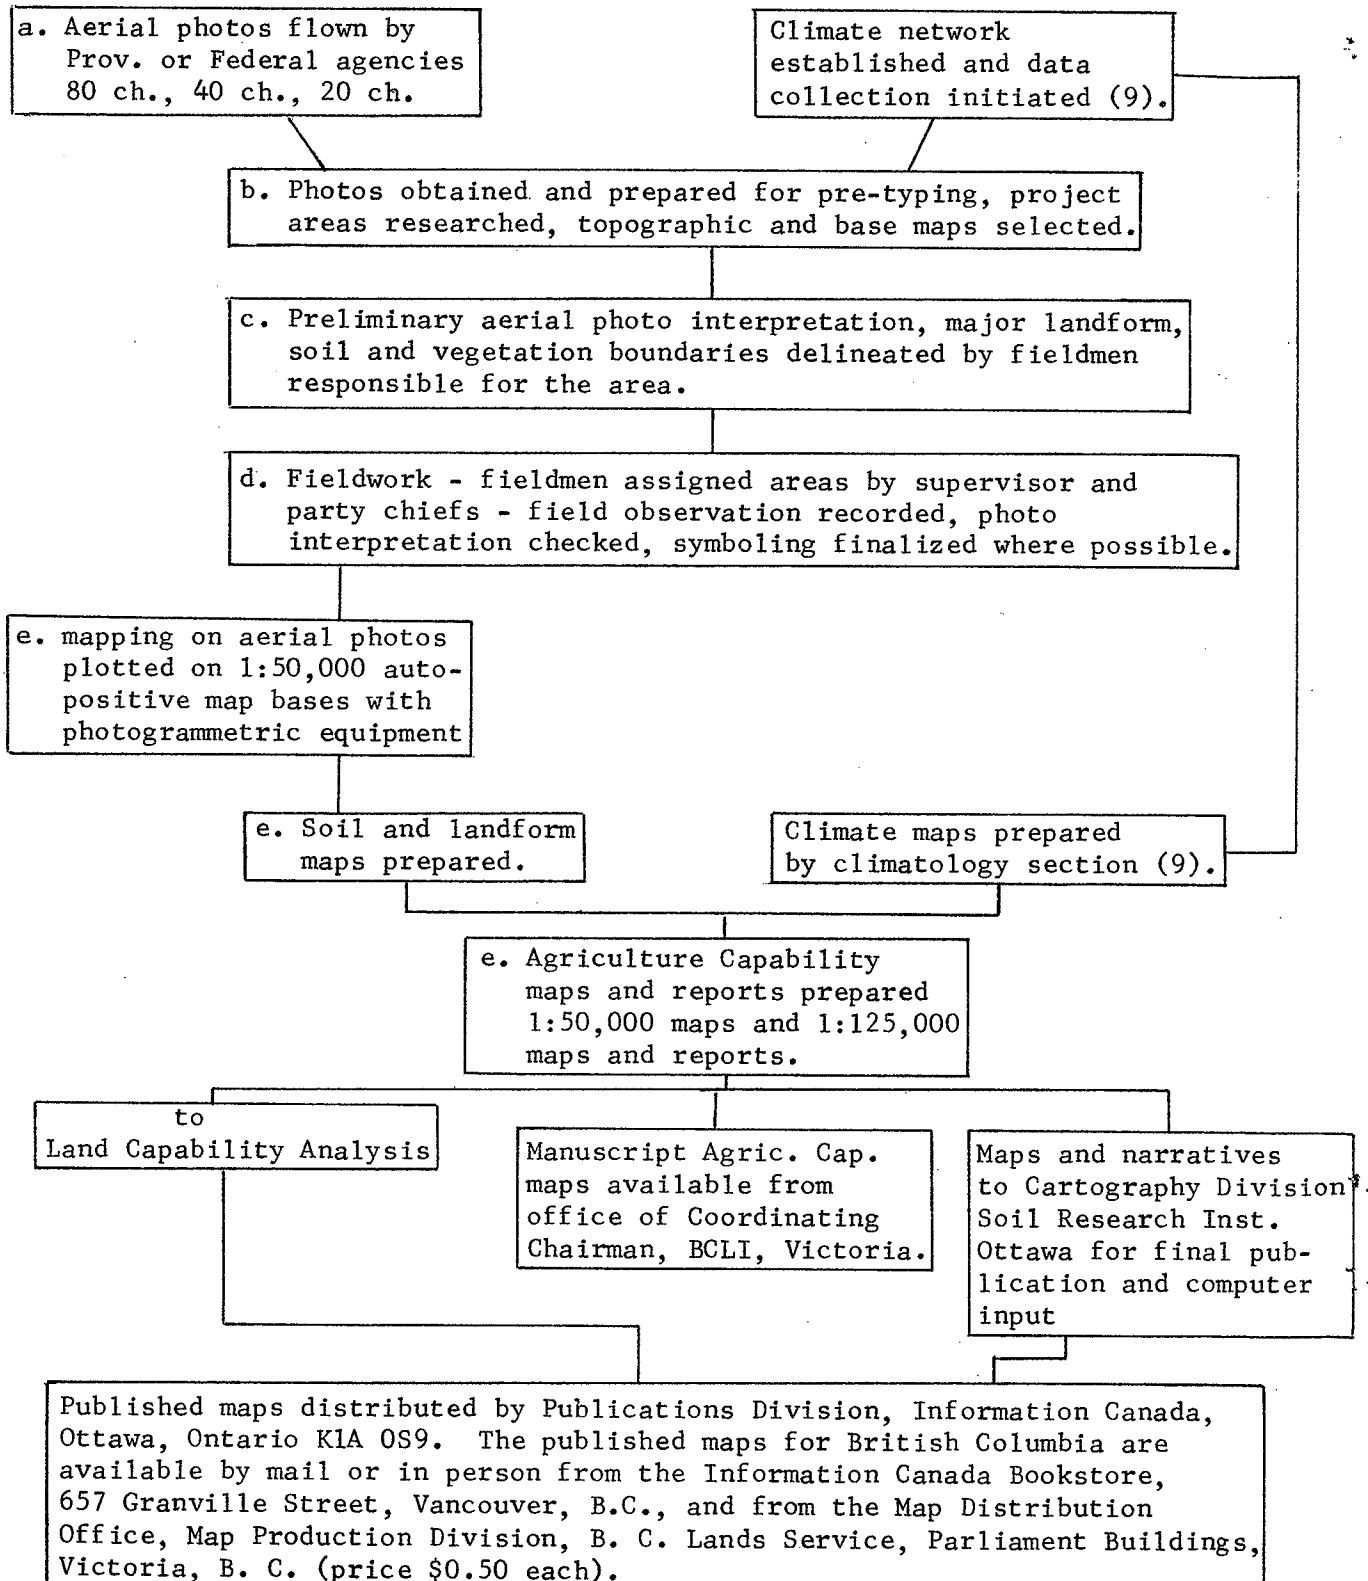 a. Aerial photos flown by
Prov. or Federal agencies
80 ch., 40 ch., 20 ch.
Climate network
established and data
collection initiated (9).
b. Photos obtained and prepared for pre-typing, project
areas researched, topographic and base maps selected.
c. Preliminary aerial photo interpretation, major landform,
soil and vegetation boundaries delineated by fieldmen
responsible for the area.
d. Fieldwork - fieldmen assigned areas by supervisor and
party chiefs - field observation recorded, photo
interpretation checked, symboling finalized where possible.
e. mapping on aerial photos
plotted on 1:50,000 auto-
positive map bases with
photogrammetric equipment
e. Soil and landform
maps prepared.
Climate maps prepared
by climatology section (9).
e. Agriculture Capability
maps and reports prepared
1:50,000 maps and 1:125,000
maps and reports.
to
Land Capability Analysis
Manuscript Agric. Cap.
maps available from
office of Coordinating
Chairman, BCLI, Victoria.
Maps and narratives
to Cartography Division
Soil Research Inst.
Ottawa for final pub-
lication and computer
input
Published maps distributed by Publications Division, Information Canada,
Ottawa, Ontario K1A 0S9. The published maps for British Columbia are
available by mail or in person from the Information Canada Bookstore,
657 Granville Street, Vancouver, B.C., and from the Map Distribution
Office, Map Production Division, B. C. Lands Service, Parliament Buildings,
Victoria, B. C. (price $0.50 each).